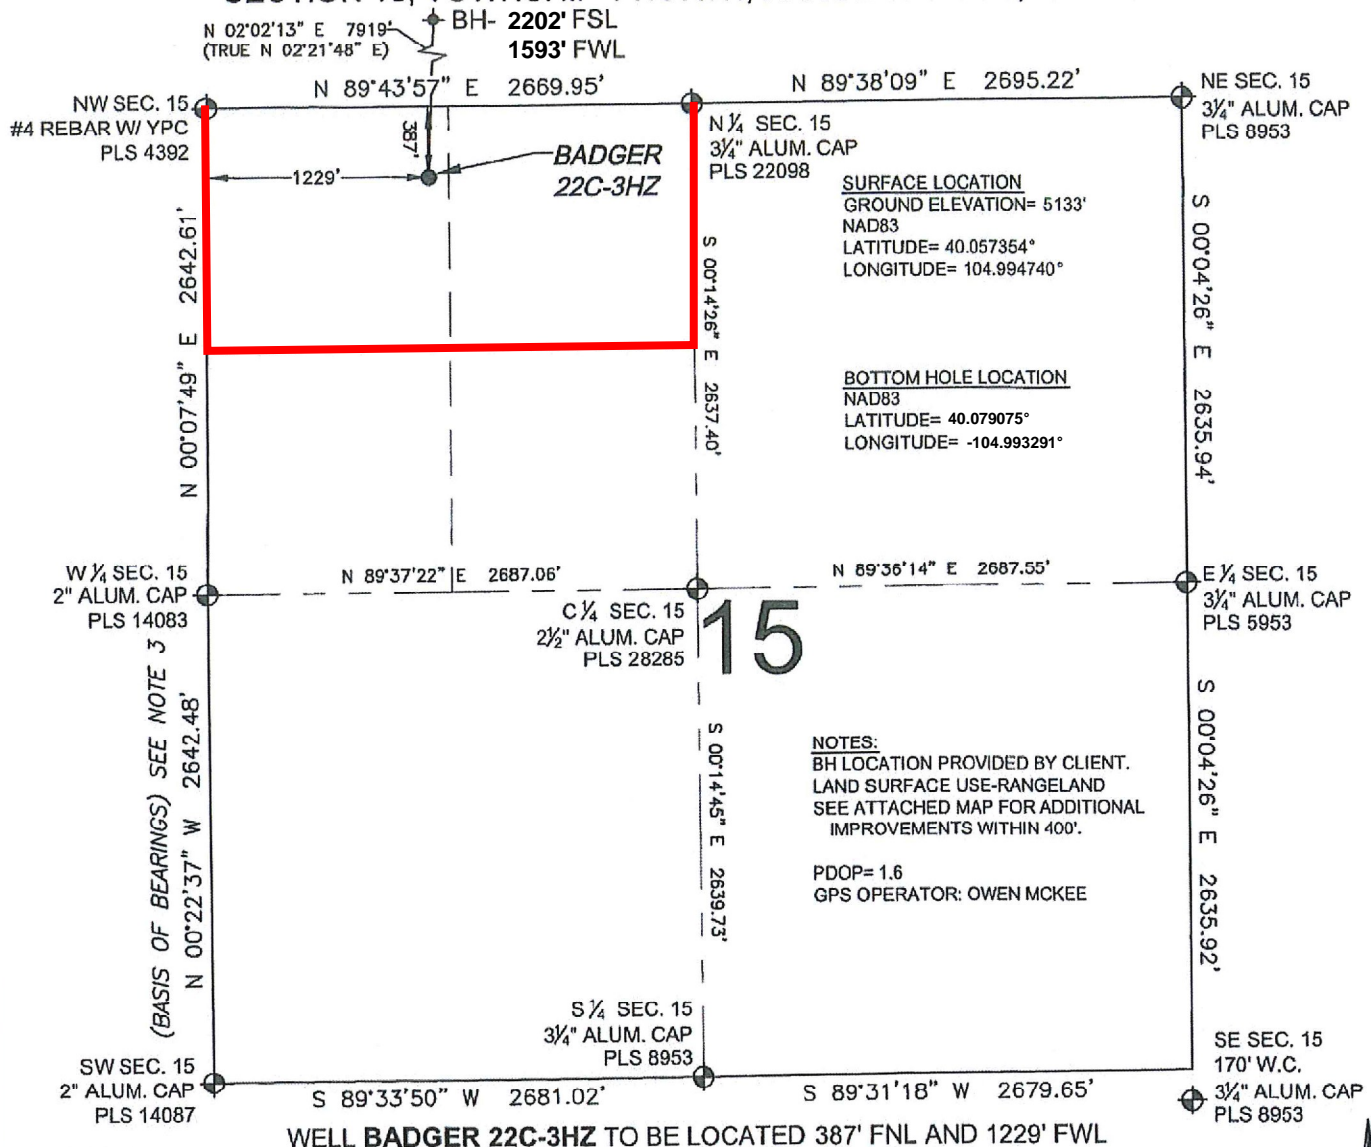 N 02°02'13" E 7919'
(TRUE N 02°21'48" E)
BH- 2202' FSL
1593' FWL
N 89°43'57" E 2669.95'
N 89°38'09" E 2695.22'
NW SEC. 15
#4 REBAR W/ YPC
PLS 4392
387'
1229'
BADGER
22C-3HZ
N ¼ SEC. 15
3¼" ALUM. CAP
PLS 22098
NE SEC. 15
3¼" ALUM. CAP
PLS 8953
SURFACE LOCATION
GROUND ELEVATION= 5133'
NAD83
LATITUDE= 40.057354°
LONGITUDE= 104.994740°
N 00°07'49" E 2642.61'
S 00°14'26" E 2637.40'
S 00°04'26" E 2635.94'
BOTTOM HOLE LOCATION
NAD83
LATITUDE= 40.079075°
LONGITUDE= -104.993291°
W ¼ SEC. 15
2" ALUM. CAP
PLS 14083
N 89°37'22" E 2687.06'
N 89°36'14" E 2687.55'
C ¼ SEC. 15
2½" ALUM. CAP
PLS 28285
15
E ¼ SEC. 15
3¼" ALUM. CAP
PLS 5953
(BASIS OF BEARINGS) SEE NOTE 3
N 00°22'37" W 2642.48'
S 00°14'45" E 2639.73'
S 00°04'26" E 2635.92'
NOTES:
BH LOCATION PROVIDED BY CLIENT.
LAND SURFACE USE-RANGELAND
SEE ATTACHED MAP FOR ADDITIONAL
IMPROVEMENTS WITHIN 400'.
PDOP= 1.6
GPS OPERATOR: OWEN MCKEE
SW SEC. 15
2" ALUM. CAP
PLS 14087
S ¼ SEC. 15
3¼" ALUM. CAP
PLS 8953
SE SEC. 15
170' W.C.
3¼" ALUM. CAP
PLS 8953
S 89°33'50" W 2681.02'
S 89°31'18" W 2679.65'
WELL BADGER 22C-3HZ TO BE LOCATED 387' FNL AND 1229' FWL